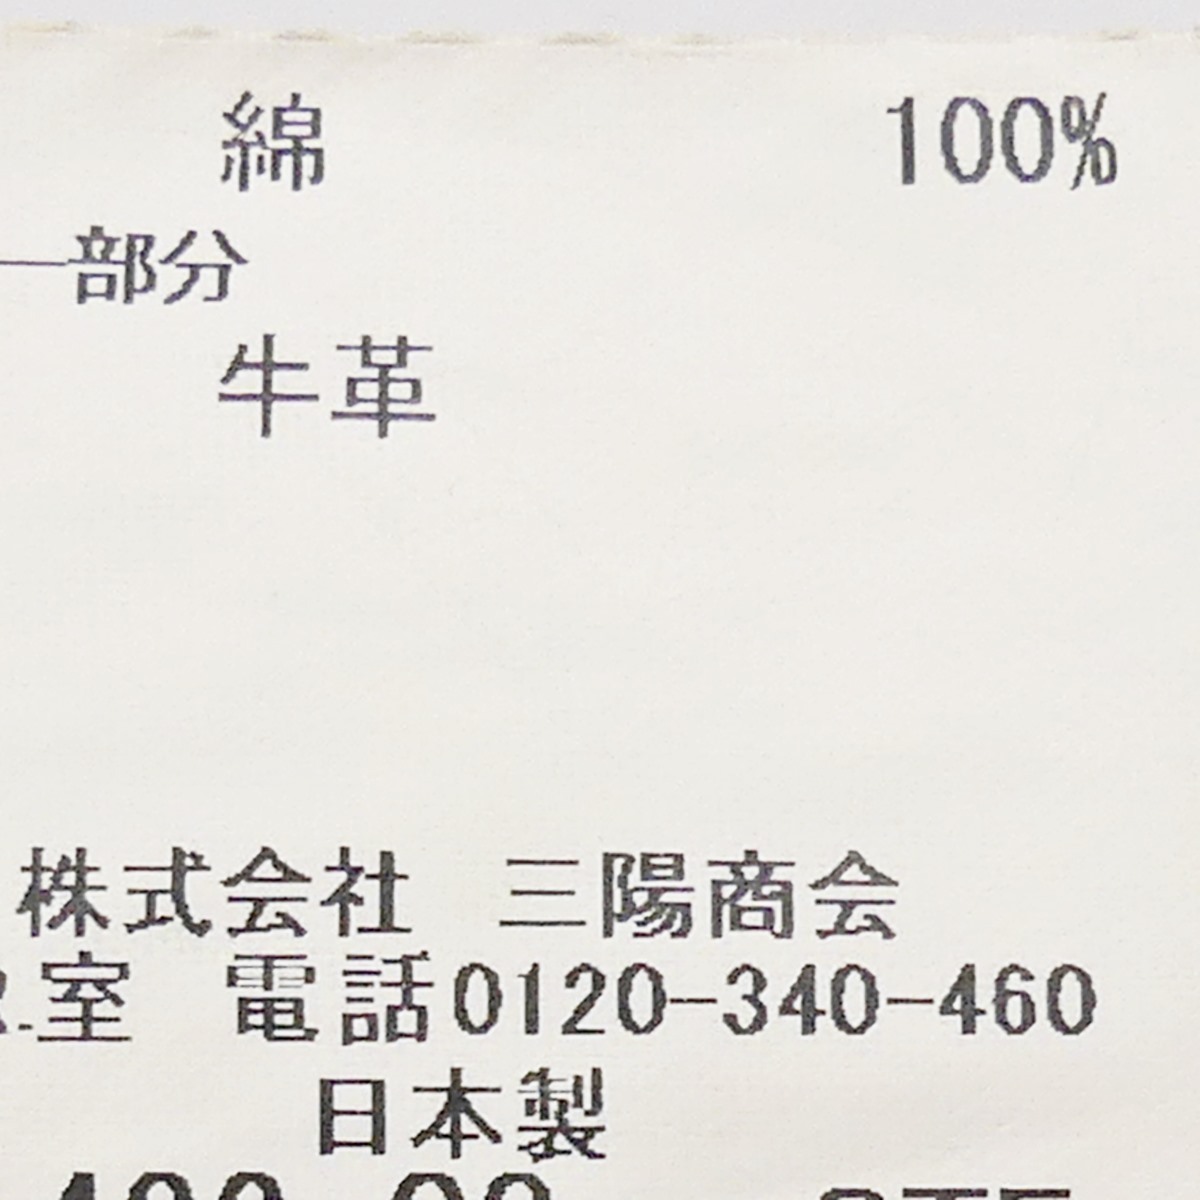 綿 100%
ー部分
牛革
株式会社 三陽商会
室 電話0120-340-460
日本製